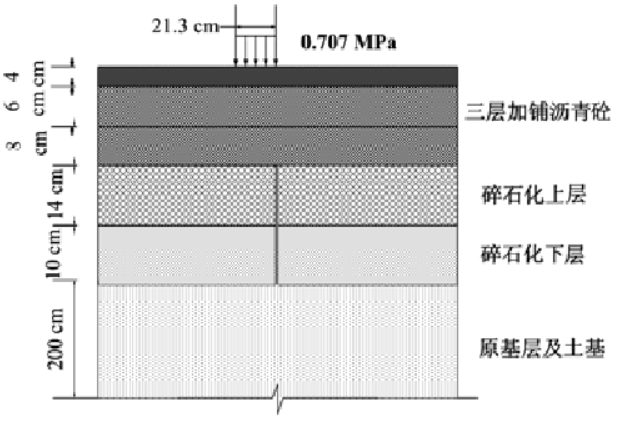 21.3 cm
0.707 MPa
4 cm
6 cm
8 cm
三层加铺沥青砼
14 cm
碎石化上层
10 cm
碎石化下层
200 cm
原基层及土基